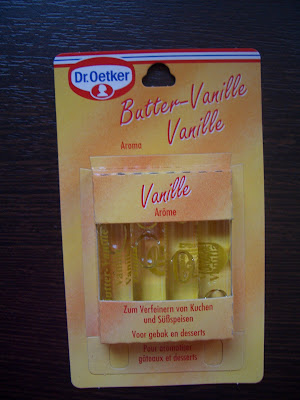 Dr.Oetker
Butter-Vanille
Vanille
Aroma
Vanille
Arôme
Zum Verfeinern von Kuchen
und Süßspeisen
Voor gebak en desserts
Pour aromatiser
gâteaux et desserts